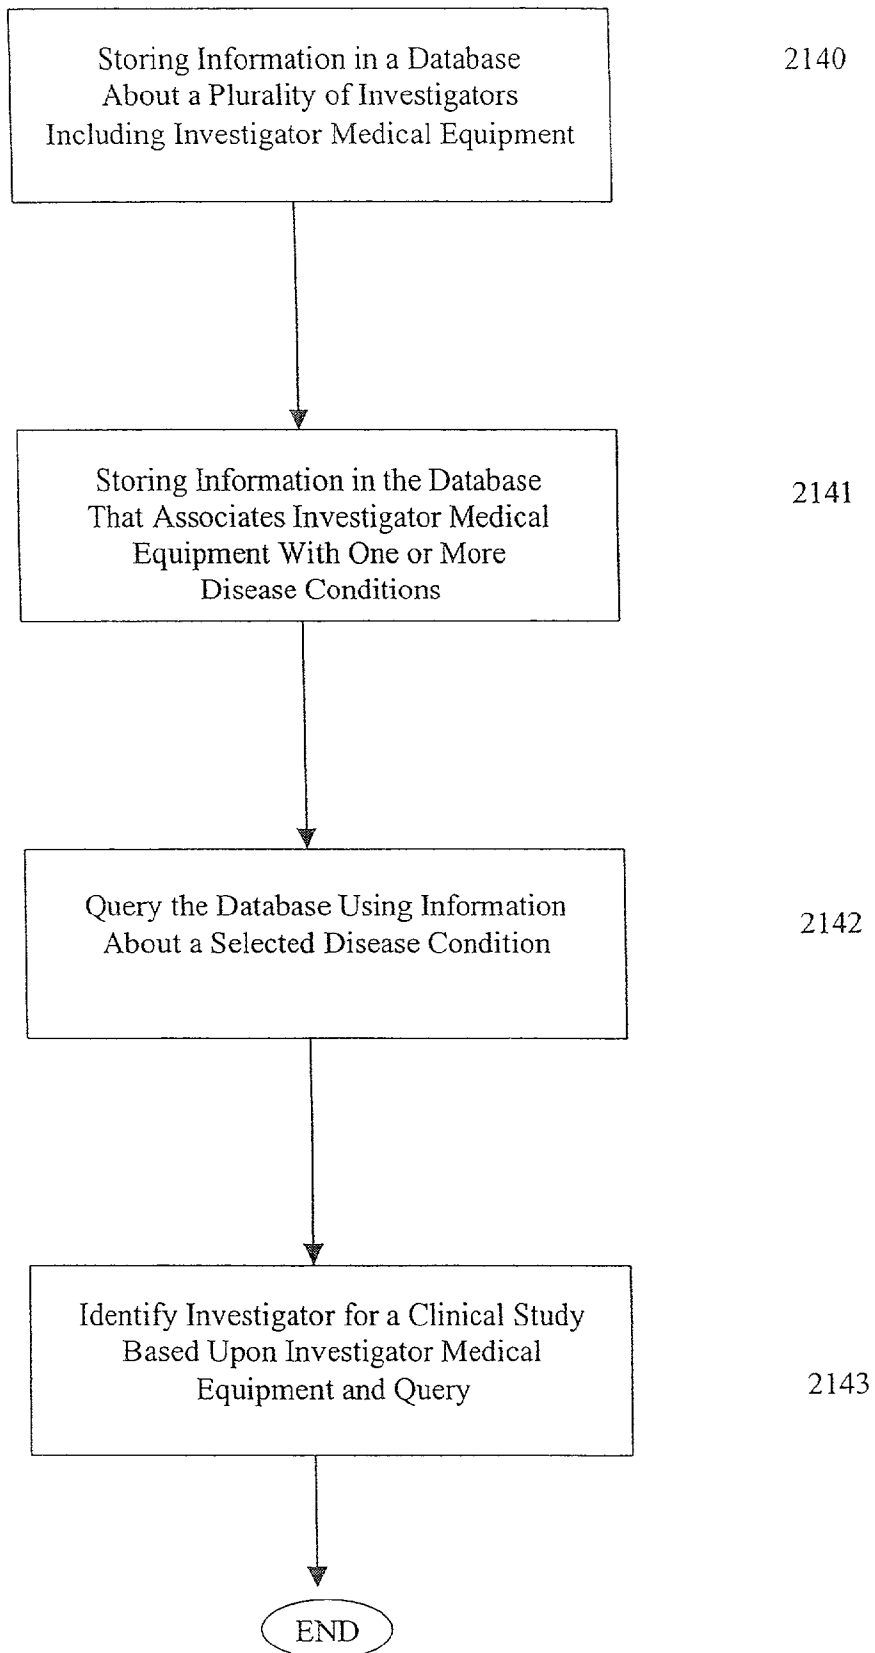 Storing Information in a Database
About a Plurality of Investigators
Including Investigator Medical Equipment
2140
Storing Information in the Database
That Associates Investigator Medical
Equipment With One or More
Disease Conditions
2141
Query the Database Using Information
About a Selected Disease Condition
2142
Identify Investigator for a Clinical Study
Based Upon Investigator Medical
Equipment and Query
2143
END